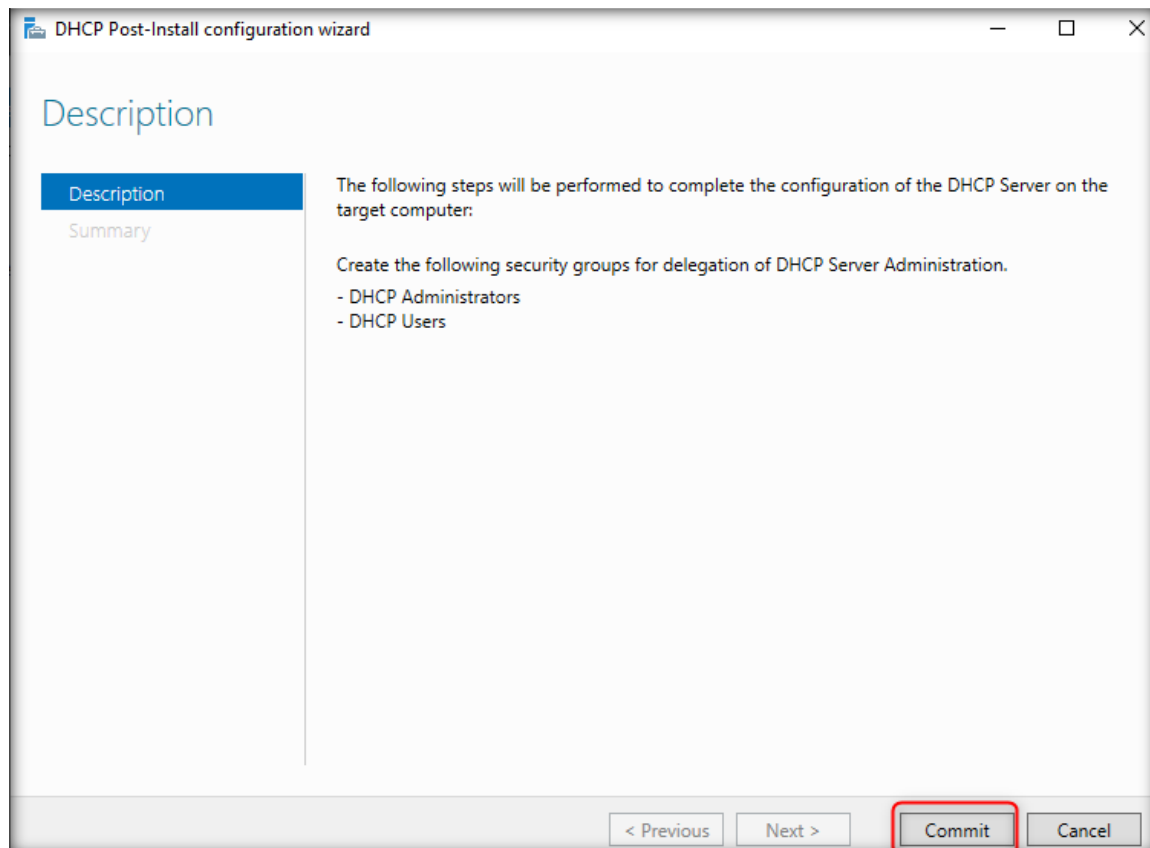 DHCP Post-Install configuration wizard
Description
Description
Summary
The following steps will be performed to complete the configuration of the DHCP Server on the
target computer:
Create the following security groups for delegation of DHCP Server Administration.
- DHCP Administrators
- DHCP Users
< Previous
Next >
Commit
Cancel